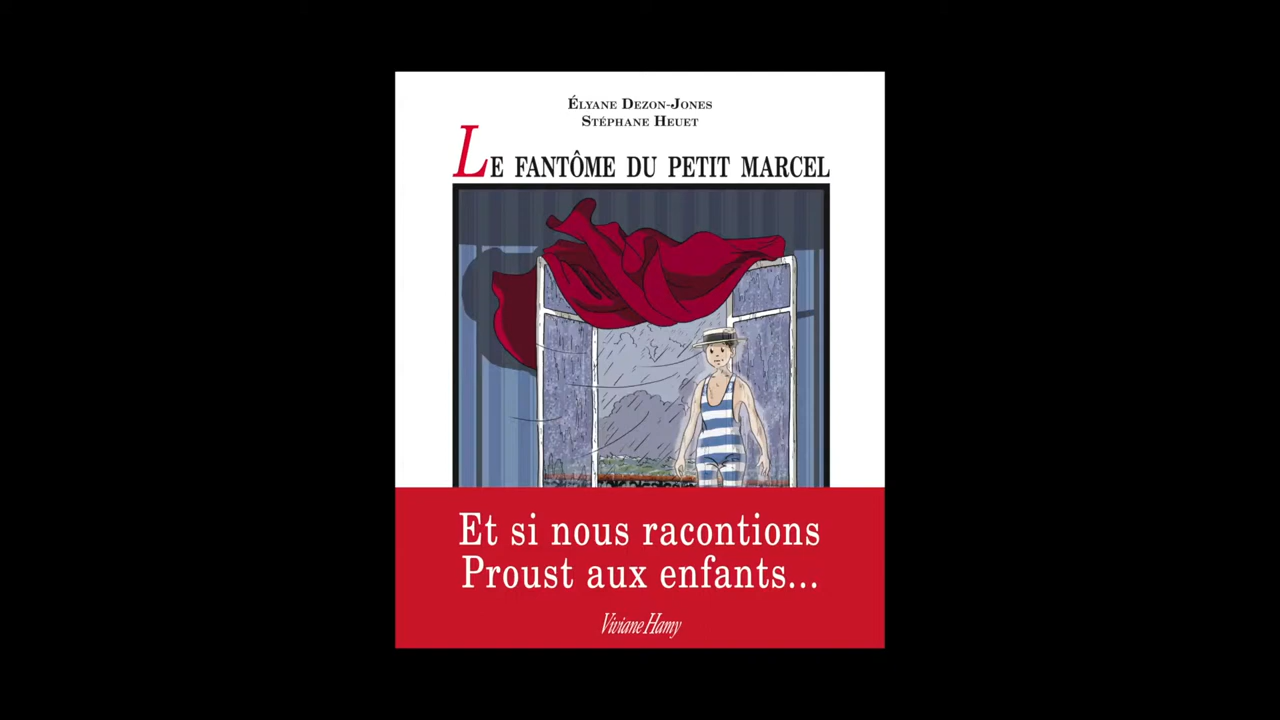 Élyane Dezon-Jones
Stéphane Heuet
Le fantôme du petit Marcel
Et si nous racontions
Proust aux enfants...
Viviane Hamy